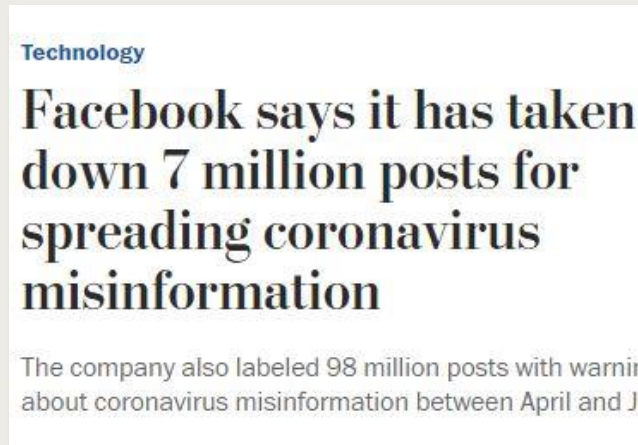 Technology
Facebook says it has taken
down 7 million posts for
spreading coronavirus
misinformation
The company also labeled 98 million posts with
about coronavirus misinformation between April and